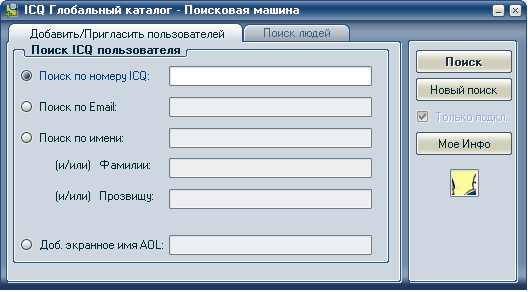 ICQ Глобальный каталог - Поисковая машина
Добавить/Пригласить пользователей
Поиск людей
Поиск ICQ пользователя
Поиск по номеру ICQ:
Поиск по Email:
Поиск по имени:
(и/или) Фамилии:
(и/или) Прозвищу:
Доб. экранное имя AOL:
Поиск
Новый поиск
Только подкл.
Мое Инфо